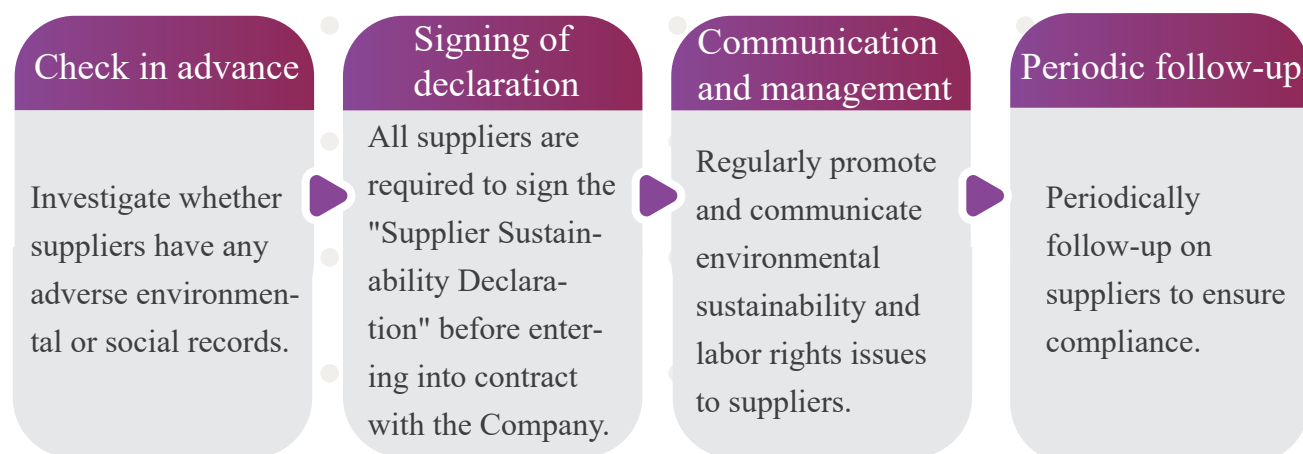 Check in advance
Investigate whether
suppliers have any
adverse environmen-
tal or social records.
Signing of
declaration
All suppliers are
required to sign the
"Supplier Sustain-
ability Declara-
tion" before enter-
ing into contract
with the Company.
Communication
and management
Regularly promote
and communicate
environmental
sustainability and
labor rights issues
to suppliers.
Periodic follow-up
Periodically
follow-up on
suppliers to ensure
compliance.